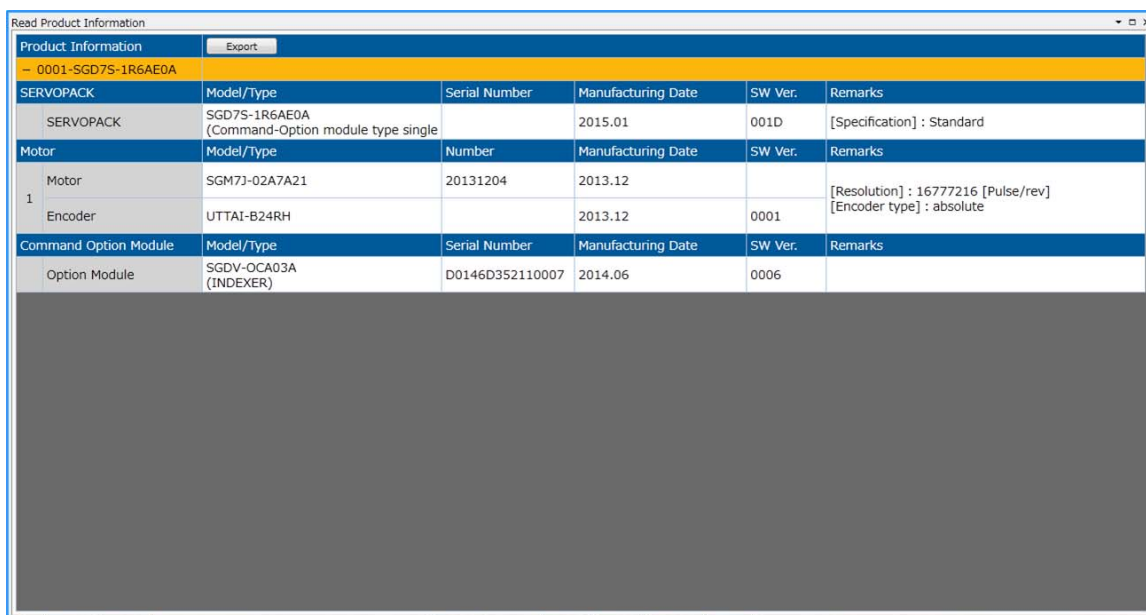 Read Product Information
Product Information Export
− 0001-SGD7S-1R6AE0A
SERVOPACK Model/Type Serial Number Manufacturing Date SW Ver. Remarks
SERVOPACK SGD7S-1R6AE0A (Command-Option module type single 2015.01 001D [Specification] : Standard
Motor Model/Type Number Manufacturing Date SW Ver. Remarks
1
Motor SGM7J-02A7A21 20131204 2013.12
Encoder UTTAI-B24RH 2013.12 0001
[Resolution] : 16777216 [Pulse/rev]
[Encoder type] : absolute
Command Option Module Model/Type Serial Number Manufacturing Date SW Ver. Remarks
Option Module SGDV-OCA03A (INDEXER) D0146D352110007 2014.06 0006